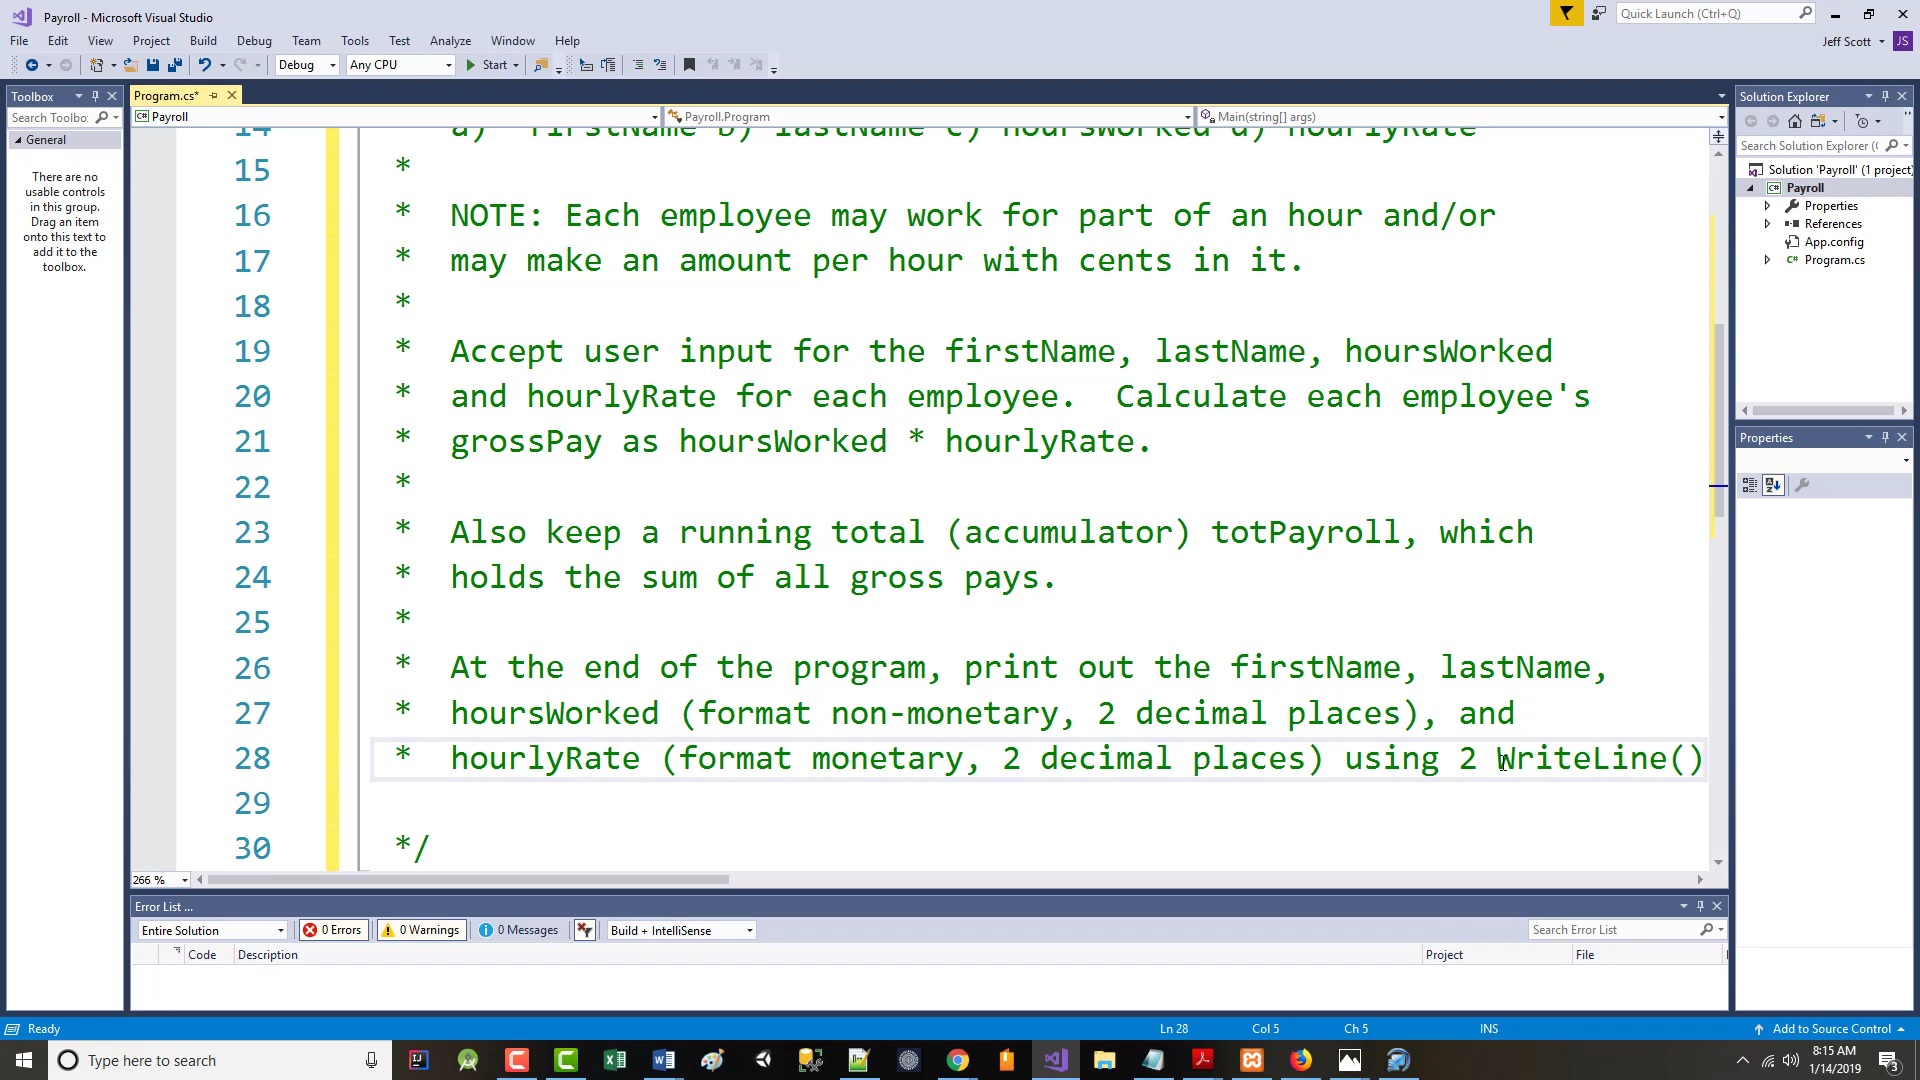 Payroll - Microsoft Visual Studio
Quick Launch (Ctrl+Q)
File Edit View Project Build Debug Team Tools Test Analyze Window Help
Jeff Scott JS
Debug Any CPU Start
Toolbox
Program.cs*
Solution Explorer
Search Toolbo
Payroll
Payroll.Program
Main(string[] args)
General
There are no usable controls in this group. Drag an item onto this text to add it to the toolbox.
Search Solution Explorer (
Solution 'Payroll' (1 project)
Payroll
Properties
References
App.config
Program.cs
14 a) firstName b) lastName c) hoursWorked d) hourlyRate
15 *
16 * NOTE: Each employee may work for part of an hour and/or
17 * may make an amount per hour with cents in it.
18 *
19 * Accept user input for the firstName, lastName, hoursWorked
20 * and hourlyRate for each employee.  Calculate each employee's
21 * grossPay as hoursWorked * hourlyRate.
22 *
23 * Also keep a running total (accumulator) totPayroll, which
24 * holds the sum of all gross pays.
25 *
26 * At the end of the program, print out the firstName, lastName,
27 * hoursWorked (format non-monetary, 2 decimal places), and
28 * hourlyRate (format monetary, 2 decimal places) using 2 WriteLine()
29
30 */
Properties
266 %
Error List ...
Entire Solution 0 Errors 0 Warnings 0 Messages Build + IntelliSense Search Error List
Code Description Project File
Ready Ln 28 Col 5 Ch 5 INS Add to Source Control
Type here to search
8:15 AM
1/14/2019
3